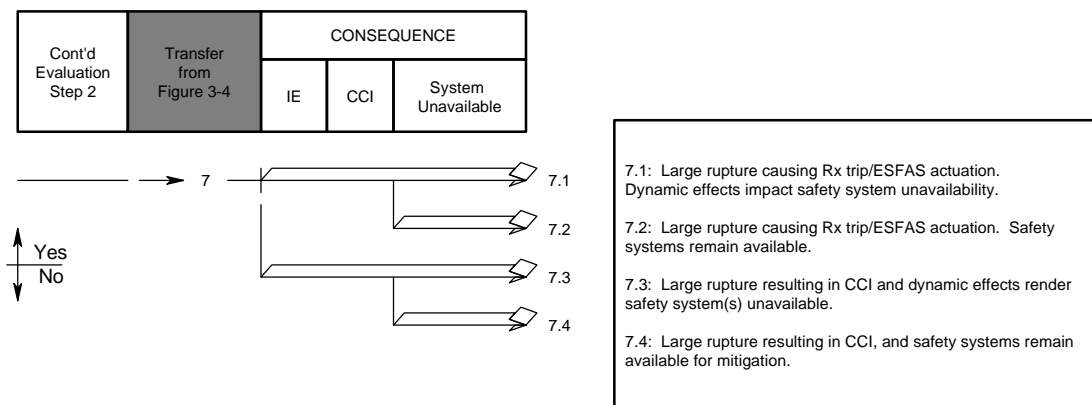 Cont'd
Evaluation
Step 2
Transfer
from
Figure 3-4
CONSEQUENCE
IE
CCI
System
Unavailable
7
7.1
7.2
7.3
7.4
Yes
No
7.1:  Large rupture causing Rx trip/ESFAS actuation.
Dynamic effects impact safety system unavailability.
7.2:  Large rupture causing Rx trip/ESFAS actuation.  Safety
systems remain available.
7.3:  Large rupture resulting in CCI and dynamic effects render
safety system(s) unavailable.
7.4:  Large rupture resulting in CCI, and safety systems remain
available for mitigation.